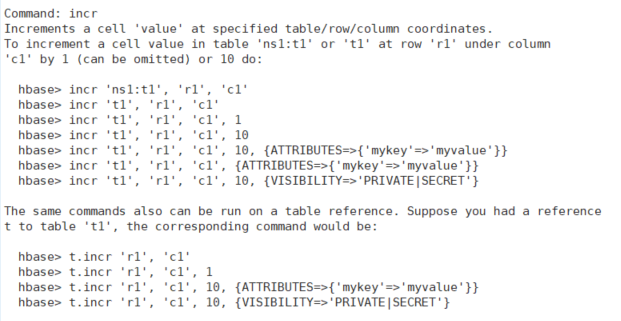 Command: incr
Increments a cell 'value' at specified table/row/column coordinates.
To increment a cell value in table 'ns1:t1' or 't1' at row 'r1' under column
'c1' by 1 (can be omitted) or 10 do:
hbase> incr 'ns1:t1', 'r1', 'c1'
hbase> incr 't1', 'r1', 'c1'
hbase> incr 't1', 'r1', 'c1', 1
hbase> incr 't1', 'r1', 'c1', 10
hbase> incr 't1', 'r1', 'c1', 10, {ATTRIBUTES=>{'mykey'=>'myvalue'}}
hbase> incr 't1', 'r1', 'c1', {ATTRIBUTES=>{'mykey'=>'myvalue'}}
hbase> incr 't1', 'r1', 'c1', 10, {VISIBILITY=>'PRIVATE|SECRET'}
The same commands also can be run on a table reference. Suppose you had a reference
t to table 't1', the corresponding command would be:
hbase> t.incr 'r1', 'c1'
hbase> t.incr 'r1', 'c1', 1
hbase> t.incr 'r1', 'c1', 10, {ATTRIBUTES=>{'mykey'=>'myvalue'}}
hbase> t.incr 'r1', 'c1', 10, {VISIBILITY=>'PRIVATE|SECRET'}